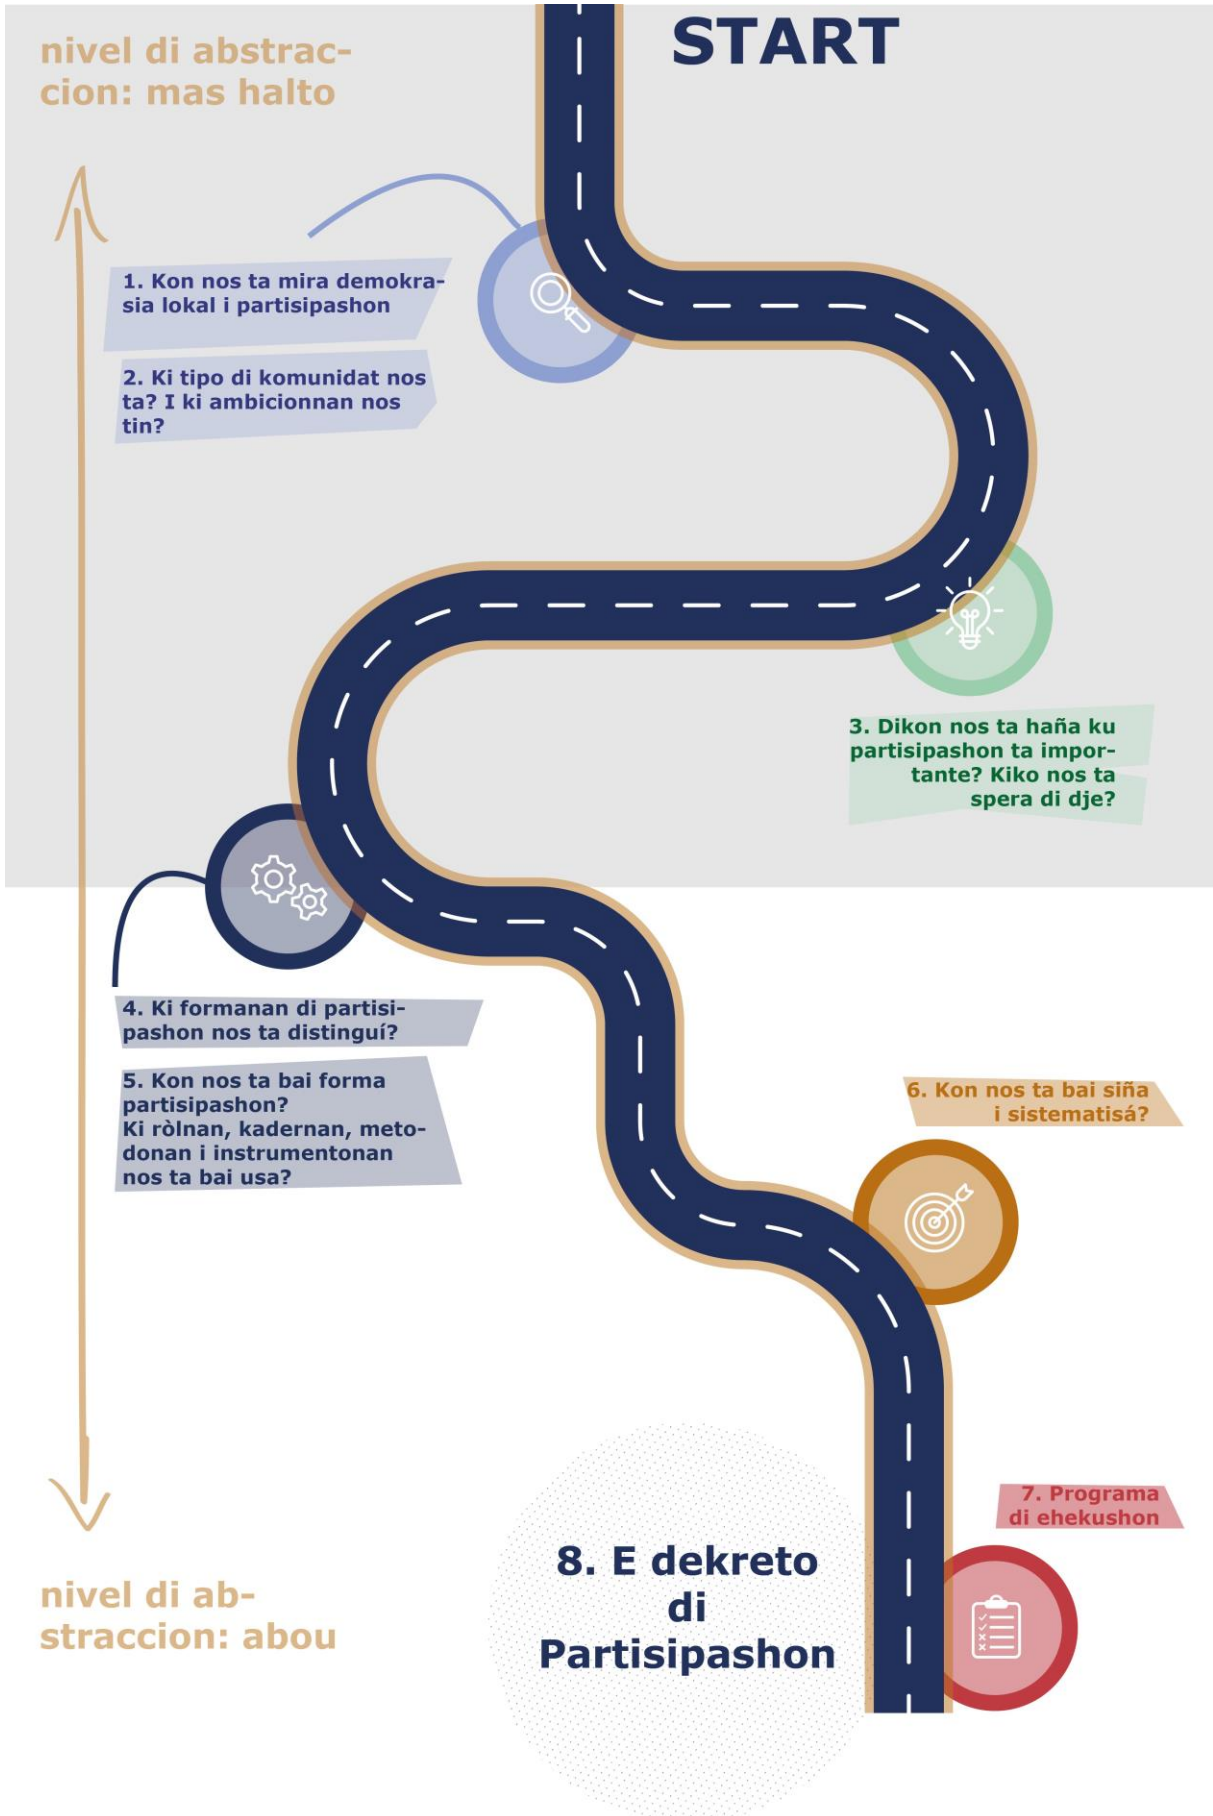 START
nivel di abstrac-
cion: mas halto
1. Kon nos ta mira demokra-
sia lokal i partisipashon
2. Ki tipo di komunidat nos
ta? I ki ambicionnan nos
tin?
3. Dikon nos ta haña ku
partisipashon ta impor-
tante? Kiko nos ta
spera di dje?
4. Ki formanan di partisi-
pashon nos ta distinguí?
5. Kon nos ta bai forma
partisipashon?
Ki ròlnan, kadernan, meto-
donan i instrumentonan
nos ta bai usa?
6. Kon nos ta bai siña
i sistematisá?
7. Programa
di ehekushon
8. E dekreto
di
Partisipashon
nivel di ab-
straccion: abou